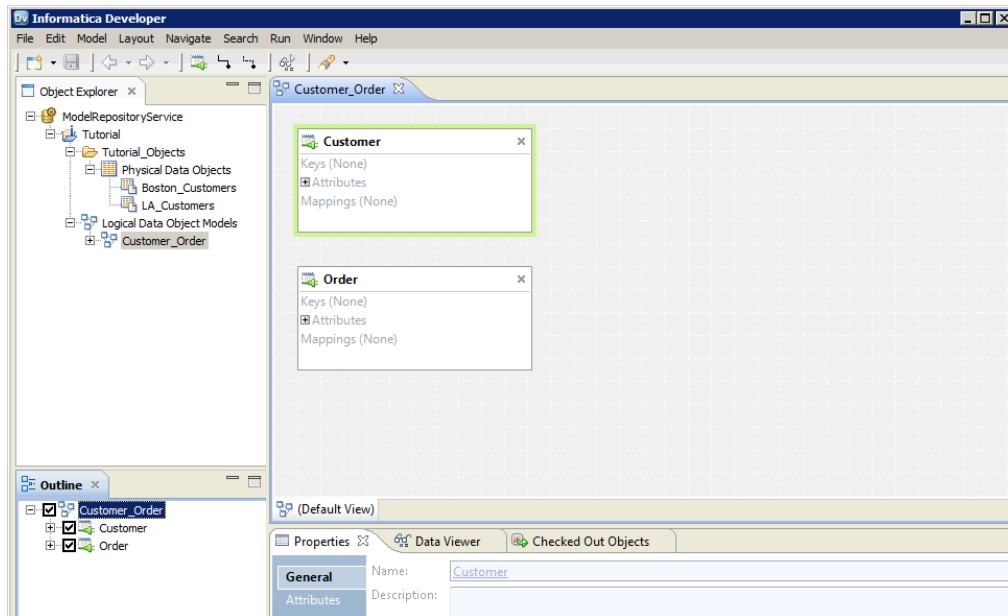 Informatica Developer
File Edit Model Layout Navigate Search Run Window Help
Object Explorer
ModelRepositoryService
Tutorial
Tutorial_Objects
Physical Data Objects
Boston_Customers
LA_Customers
Logical Data Object Models
Customer_Order
Customer_Order
Customer
Keys (None)
Attributes
Mappings (None)
Order
Keys (None)
Attributes
Mappings (None)
(Default View)
Outline
Customer_Order
Customer
Order
Properties Data Viewer Checked Out Objects
General
Attributes
Name: Customer
Description: